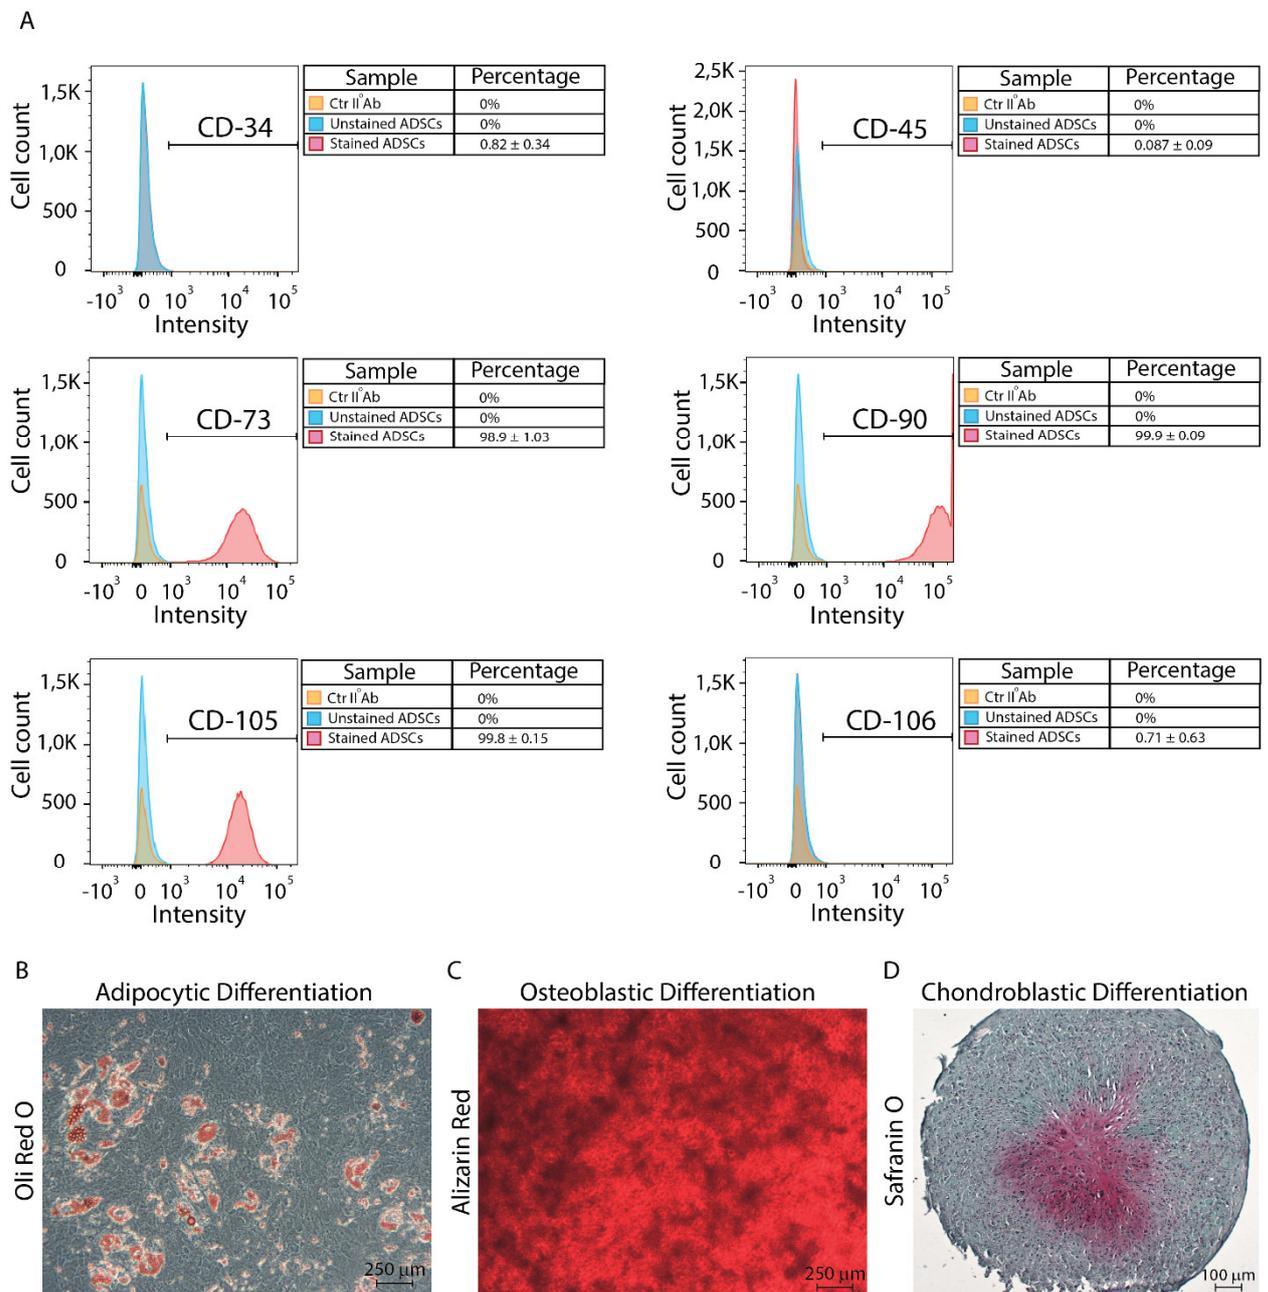 A
1,5K
1,0K
500
0
Cell count
CD-34
-10³ 0 10³ 10⁴ 10⁵
Intensity
Sample Percentage
Ctr II°Ab 0%
Unstained ADSCs 0%
Stained ADSCs 0.82 ± 0.34
2,5K
2,0K
1,5K
1,0K
500
0
Cell count
CD-45
-10³ 0 10³ 10⁴ 10⁵
Intensity
Sample Percentage
Ctr II°Ab 0%
Unstained ADSCs 0%
Stained ADSCs 0.087 ± 0.09
1,5K
1,0K
500
0
Cell count
CD-73
-10³ 0 10³ 10⁴ 10⁵
Intensity
Sample Percentage
Ctr II°Ab 0%
Unstained ADSCs 0%
Stained ADSCs 98.9 ± 1.03
1,5K
1,0K
500
0
Cell count
CD-90
-10³ 0 10³ 10⁴ 10⁵
Intensity
Sample Percentage
Ctr II°Ab 0%
Unstained ADSCs 0%
Stained ADSCs 99.9 ± 0.09
1,5K
1,0K
500
0
Cell count
CD-105
-10³ 0 10³ 10⁴ 10⁵
Intensity
Sample Percentage
Ctr II°Ab 0%
Unstained ADSCs 0%
Stained ADSCs 99.8 ± 0.15
1,5K
1,0K
500
0
Cell count
CD-106
-10³ 0 10³ 10⁴ 10⁵
Intensity
Sample Percentage
Ctr II°Ab 0%
Unstained ADSCs 0%
Stained ADSCs 0.71 ± 0.63
B
Adipocytic Differentiation
Oli Red O
250 µm
C
Osteoblastic Differentiation
Alizarin Red
250 µm
D
Chondroblastic Differentiation
Safranin O
100 µm